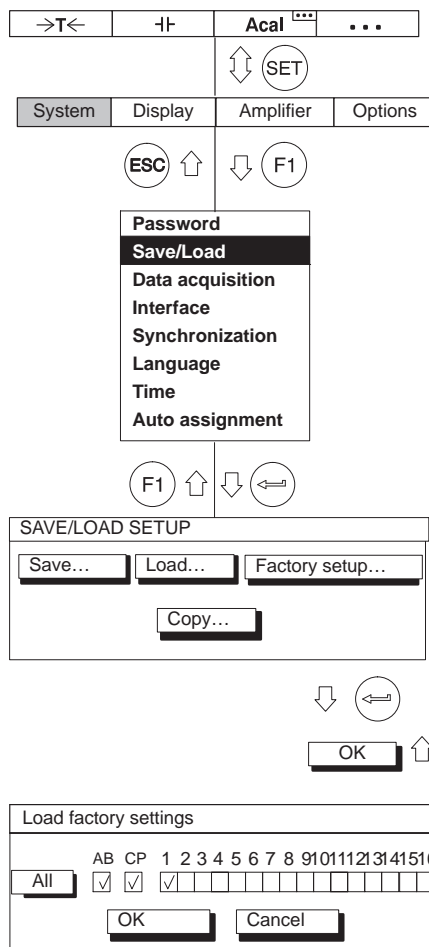 →T← ⊣⊢ Acal ...
SET
System Display Amplifier Options
ESC F1
Password
Save/Load
Data acquisition
Interface
Synchronization
Language
Time
Auto assignment
F1
SAVE/LOAD SETUP
Save... Load... Factory setup...
Copy...
OK
Load factory settings
AB CP 1 2 3 4 5 6 7 8 9 10 11 12 13 14 15 16
All
OK Cancel